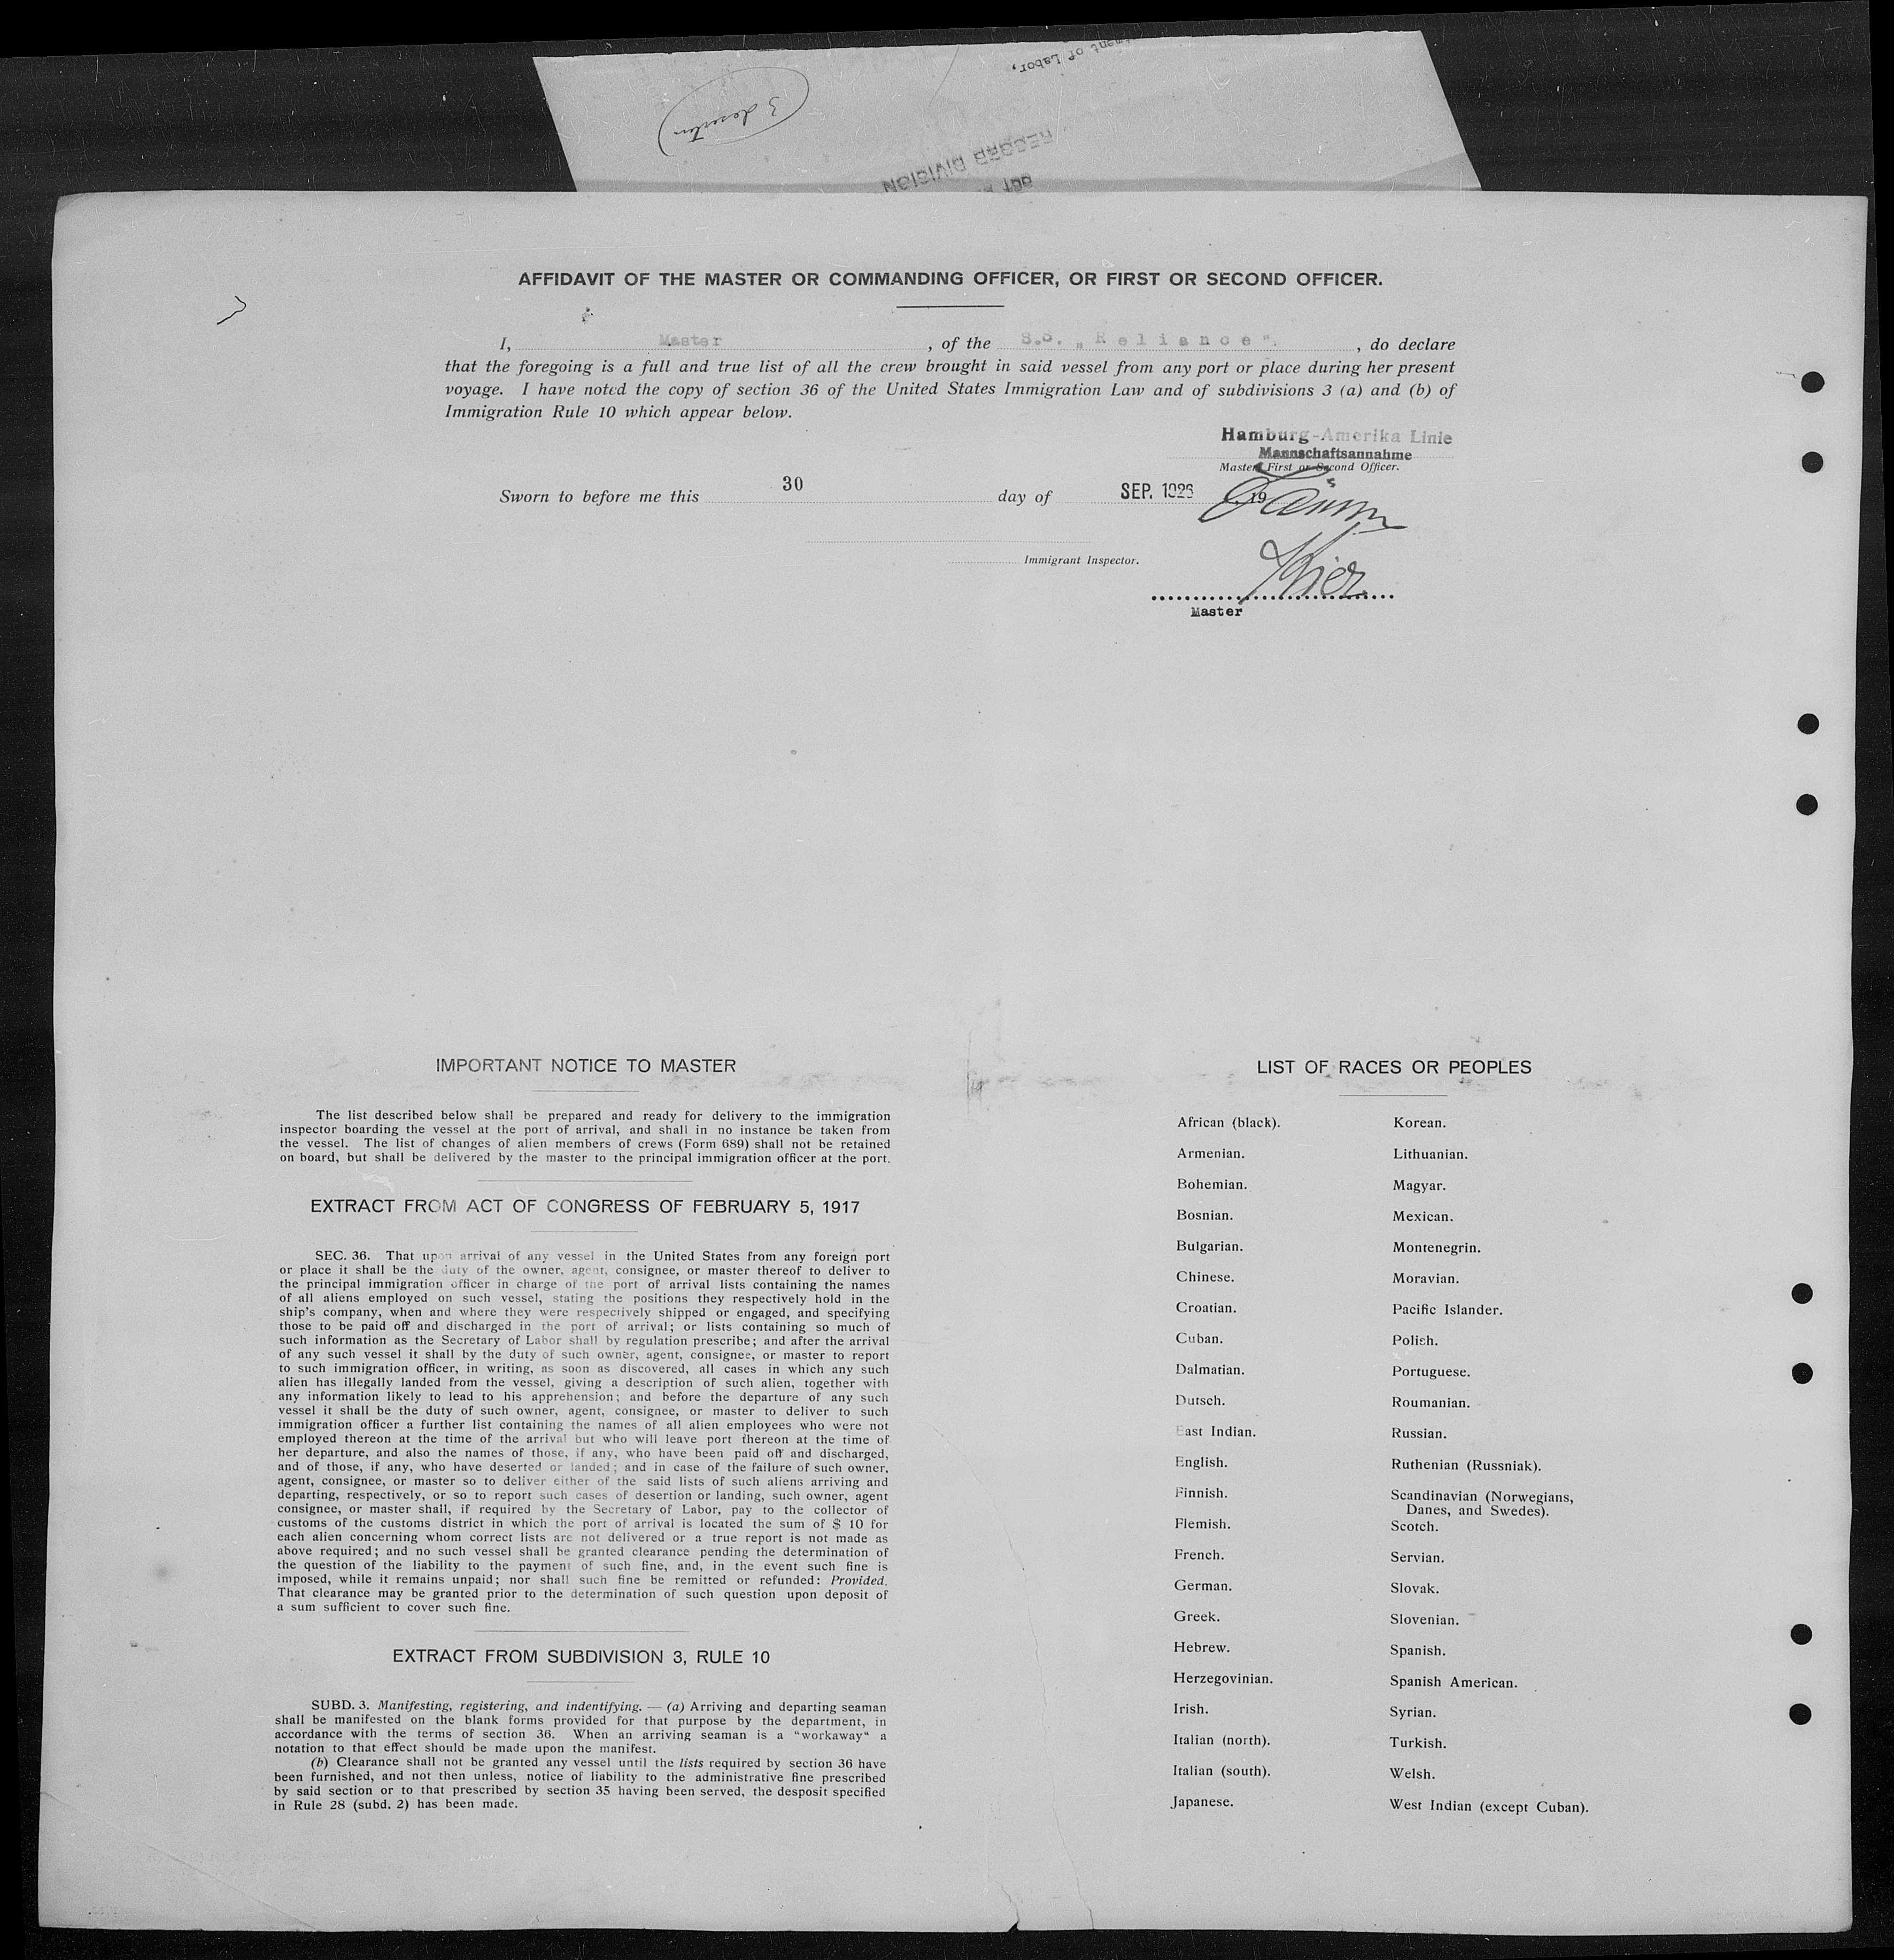 ment of Labor,
3 deserters
RECORD DIVISION
AFFIDAVIT OF THE MASTER OR COMMANDING OFFICER, OR FIRST OR SECOND OFFICER.
I, Master, of the S.S. „Reliance", do declare
that the foregoing is a full and true list of all the crew brought in said vessel from any port or place during her present
voyage. I have noted the copy of section 36 of the United States Immigration Law and of subdivisions 3 (a) and (b) of
Immigration Rule 10 which appear below.
Hamburg-Amerika Linie
Mannschaftsannahme
Master, First or Second Officer.
Sworn to before me this 30 day of SEP. 1926, 19
Immigrant Inspector.
Master
IMPORTANT NOTICE TO MASTER
The list described below shall be prepared and ready for delivery to the immigration
inspector boarding the vessel at the port of arrival, and shall in no instance be taken from
the vessel. The list of changes of alien members of crews (Form 689) shall not be retained
on board, but shall be delivered by the master to the principal immigration officer at the port.
EXTRACT FROM ACT OF CONGRESS OF FEBRUARY 5, 1917
SEC. 36. That upon arrival of any vessel in the United States from any foreign port
or place it shall be the duty of the owner, agent, consignee, or master thereof to deliver to
the principal immigration officer in charge of the port of arrival lists containing the names
of all aliens employed on such vessel, stating the positions they respectively hold in the
ship's company, when and where they were respectively shipped or engaged, and specifying
those to be paid off and discharged in the port of arrival; or lists containing so much of
such information as the Secretary of Labor shall by regulation prescribe; and after the arrival
of any such vessel it shall by the duty of such owner, agent, consignee, or master to report
to such immigration officer, in writing, as soon as discovered, all cases in which any such
alien has illegally landed from the vessel, giving a description of such alien, together with
any information likely to lead to his apprehension; and before the departure of any such
vessel it shall be the duty of such owner, agent, consignee, or master to deliver to such
immigration officer a further list containing the names of all alien employees who were not
employed thereon at the time of the arrival but who will leave port thereon at the time of
her departure, and also the names of those, if any, who have been paid off and discharged,
and of those, if any, who have deserted or landed; and in case of the failure of such owner,
agent, consignee, or master so to deliver either of the said lists of such aliens arriving and
departing, respectively, or so to report such cases of desertion or landing, such owner, agent
consignee, or master shall, if required by the Secretary of Labor, pay to the collector of
customs of the customs district in which the port of arrival is located the sum of $ 10 for
each alien concerning whom correct lists are not delivered or a true report is not made as
above required; and no such vessel shall be granted clearance pending the determination of
the question of the liability to the payment of such fine, and, in the event such fine is
imposed, while it remains unpaid; nor shall such fine be remitted or refunded: Provided.
That clearance may be granted prior to the determination of such question upon deposit of
a sum sufficient to cover such fine.
EXTRACT FROM SUBDIVISION 3, RULE 10
SUBD. 3. Manifesting, registering, and indentifying. — (a) Arriving and departing seaman
shall be manifested on the blank forms provided for that purpose by the department, in
accordance with the terms of section 36. When an arriving seaman is a "workaway" a
notation to that effect should be made upon the manifest.
(b) Clearance shall not be granted any vessel until the lists required by section 36 have
been furnished, and not then unless, notice of liability to the administrative fine prescribed
by said section or to that prescribed by section 35 having been served, the desposit specified
in Rule 28 (subd. 2) has been made.
LIST OF RACES OR PEOPLES
African (black).
Armenian.
Bohemian.
Bosnian.
Bulgarian.
Chinese.
Croatian.
Cuban.
Dalmatian.
Dutsch.
East Indian.
English.
Finnish.
Flemish.
French.
German.
Greek.
Hebrew.
Herzegovinian.
Irish.
Italian (north).
Italian (south).
Japanese.
Korean.
Lithuanian.
Magyar.
Mexican.
Montenegrin.
Moravian.
Pacific Islander.
Polish.
Portuguese.
Roumanian.
Russian.
Ruthenian (Russniak).
Scandinavian (Norwegians,
Danes, and Swedes).
Scotch.
Servian.
Slovak.
Slovenian.
Spanish.
Spanish American.
Syrian.
Turkish.
Welsh.
West Indian (except Cuban).